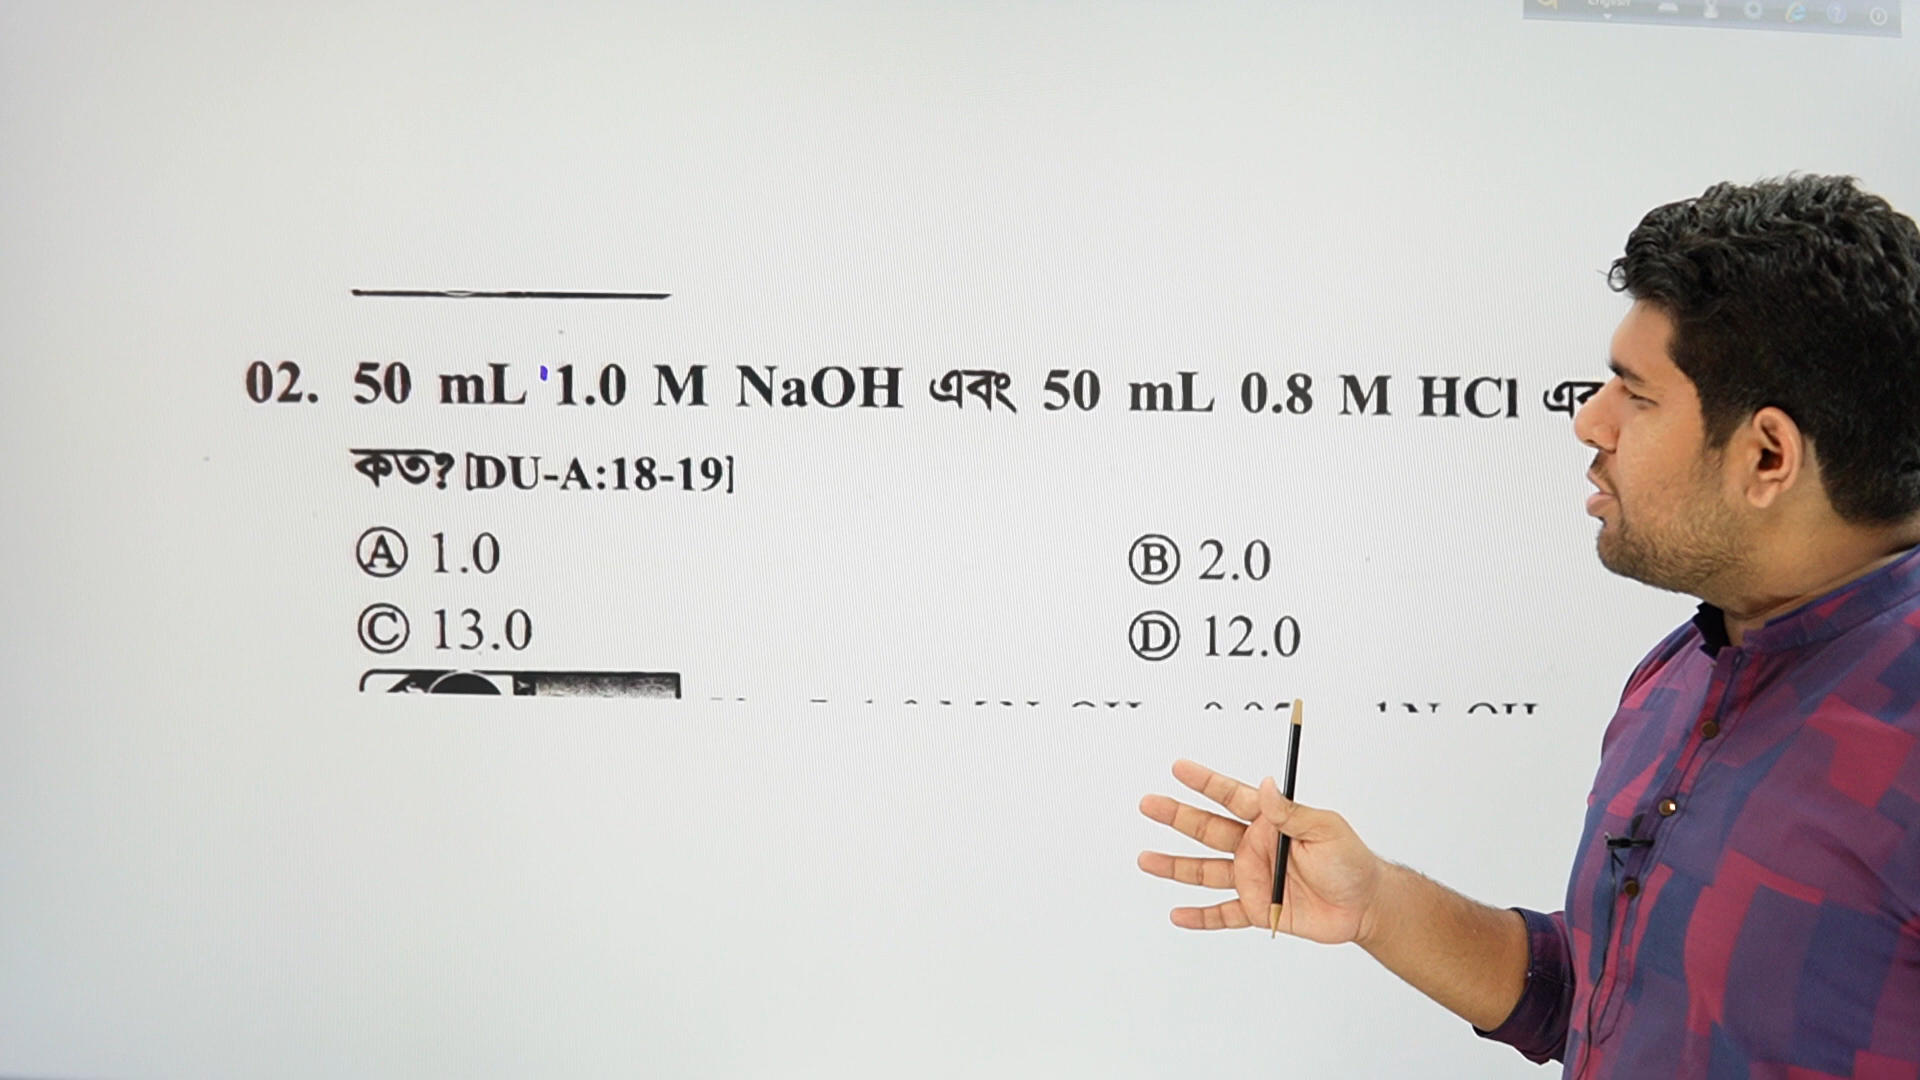 English
02. 50 mL 1.0 M NaOH এবং 50 mL 0.8 M HCl
কত? [DU-A:18-19]
Ⓐ 1.0 Ⓑ 2.0
Ⓒ 13.0 Ⓓ 12.0